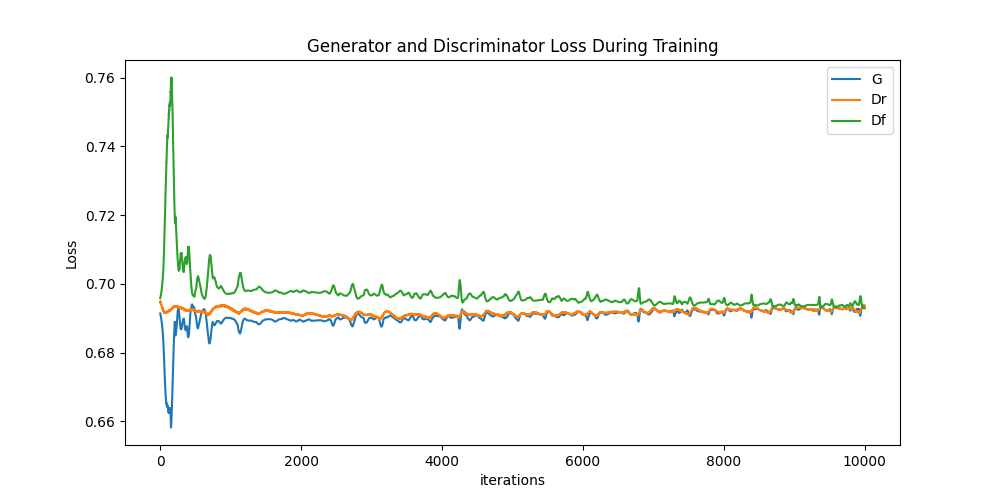 Generator and Discriminator Loss During Training
G
Dr
Df
Loss
0.76
0.74
0.72
0.70
0.68
0.66
0 2000 4000 6000 8000 10000
iterations